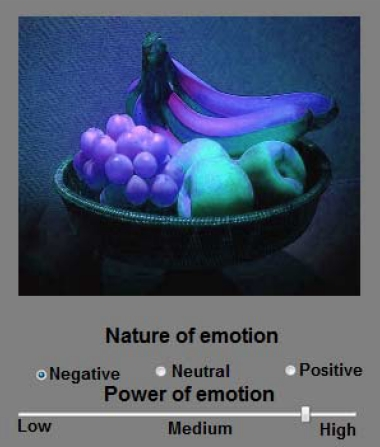 Nature of emotion
Negative Neutral Positive
Power of emotion
Low Medium High